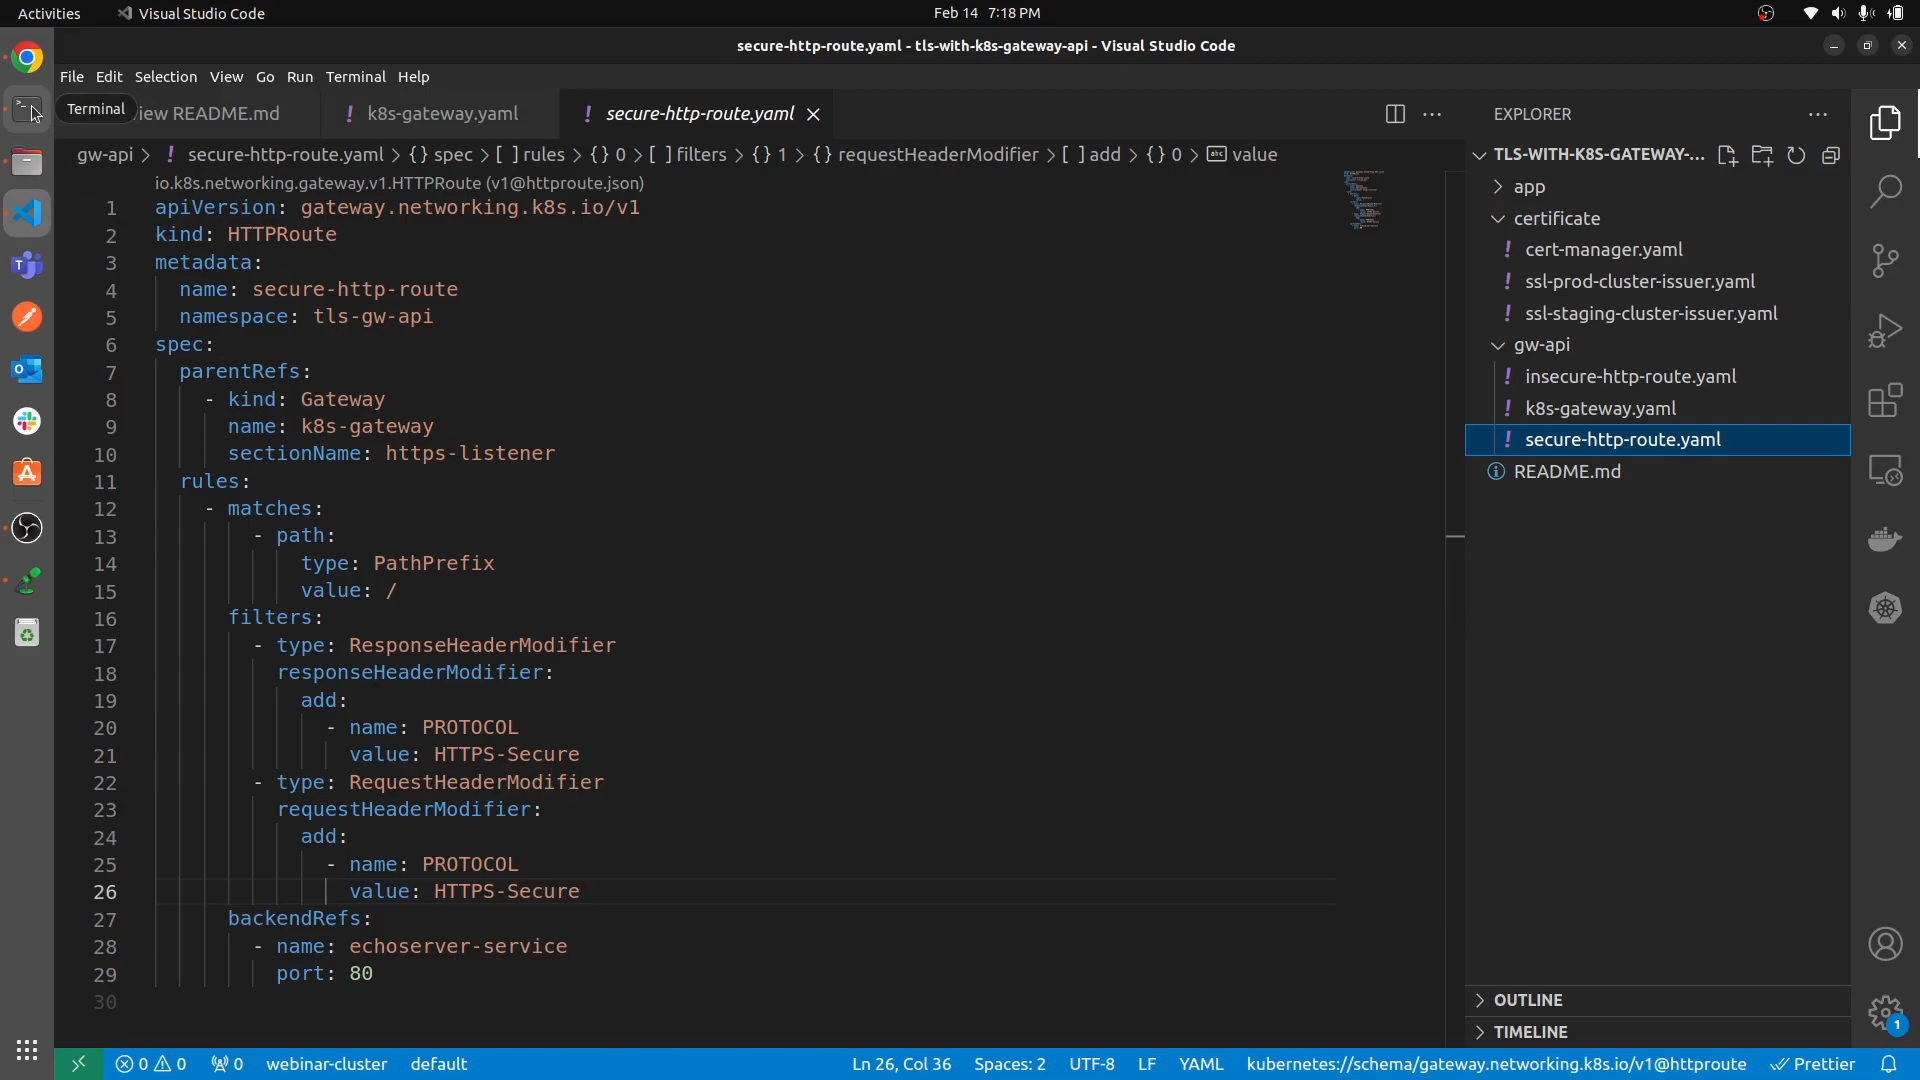 Activities
Visual Studio Code
Feb 14 7:18 PM
secure-http-route.yaml - tls-with-k8s-gateway-api - Visual Studio Code
File Edit Selection View Go Run Terminal Help
Terminal
iew README.md
! k8s-gateway.yaml
! secure-http-route.yaml
EXPLORER
gw-api > ! secure-http-route.yaml > {} spec > [ ] rules > {} 0 > [ ] filters > {} 1 > {} requestHeaderModifier > [ ] add > {} 0 > abc value
io.k8s.networking.gateway.v1.HTTPRoute (v1@httproute.json)
1 apiVersion: gateway.networking.k8s.io/v1
2 kind: HTTPRoute
3 metadata:
4 name: secure-http-route
5 namespace: tls-gw-api
6 spec:
7 parentRefs:
8 - kind: Gateway
9 name: k8s-gateway
10 sectionName: https-listener
11 rules:
12 - matches:
13 - path:
14 type: PathPrefix
15 value: /
16 filters:
17 - type: ResponseHeaderModifier
18 responseHeaderModifier:
19 add:
20 - name: PROTOCOL
21 value: HTTPS-Secure
22 - type: RequestHeaderModifier
23 requestHeaderModifier:
24 add:
25 - name: PROTOCOL
26 value: HTTPS-Secure
27 backendRefs:
28 - name: echoserver-service
29 port: 80
30
TLS-WITH-K8S-GATEWAY-...
app
certificate
! cert-manager.yaml
! ssl-prod-cluster-issuer.yaml
! ssl-staging-cluster-issuer.yaml
gw-api
! insecure-http-route.yaml
! k8s-gateway.yaml
! secure-http-route.yaml
README.md
OUTLINE
TIMELINE
1
0 0 0 webinar-cluster default
Ln 26, Col 36 Spaces: 2 UTF-8 LF YAML kubernetes://schema/gateway.networking.k8s.io/v1@httproute Prettier